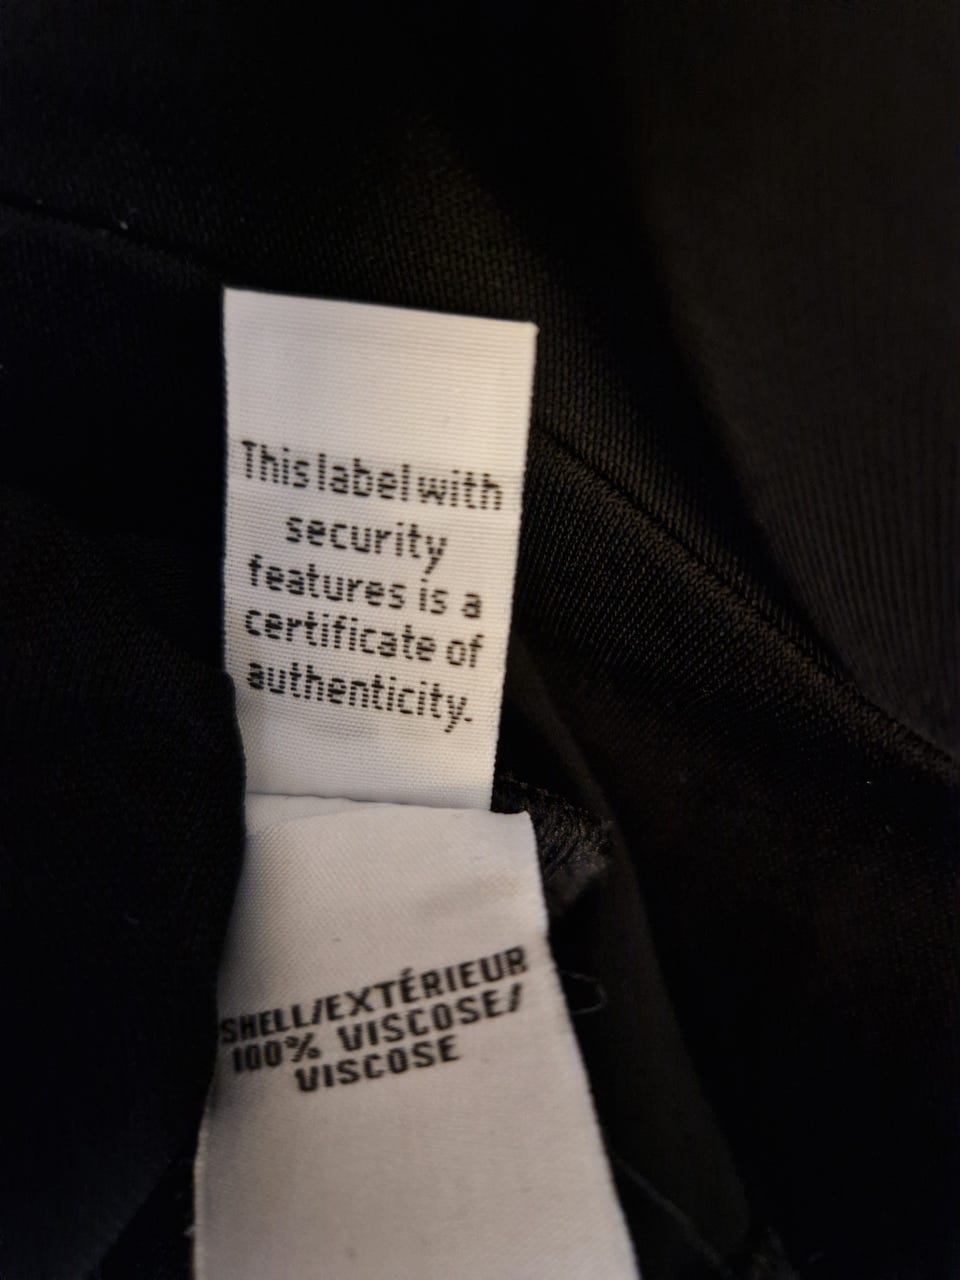 This label with
security
features is a
certificate of
authenticity.
SHELL/EXTÉRIEUR
100% VISCOSE/
VISCOSE